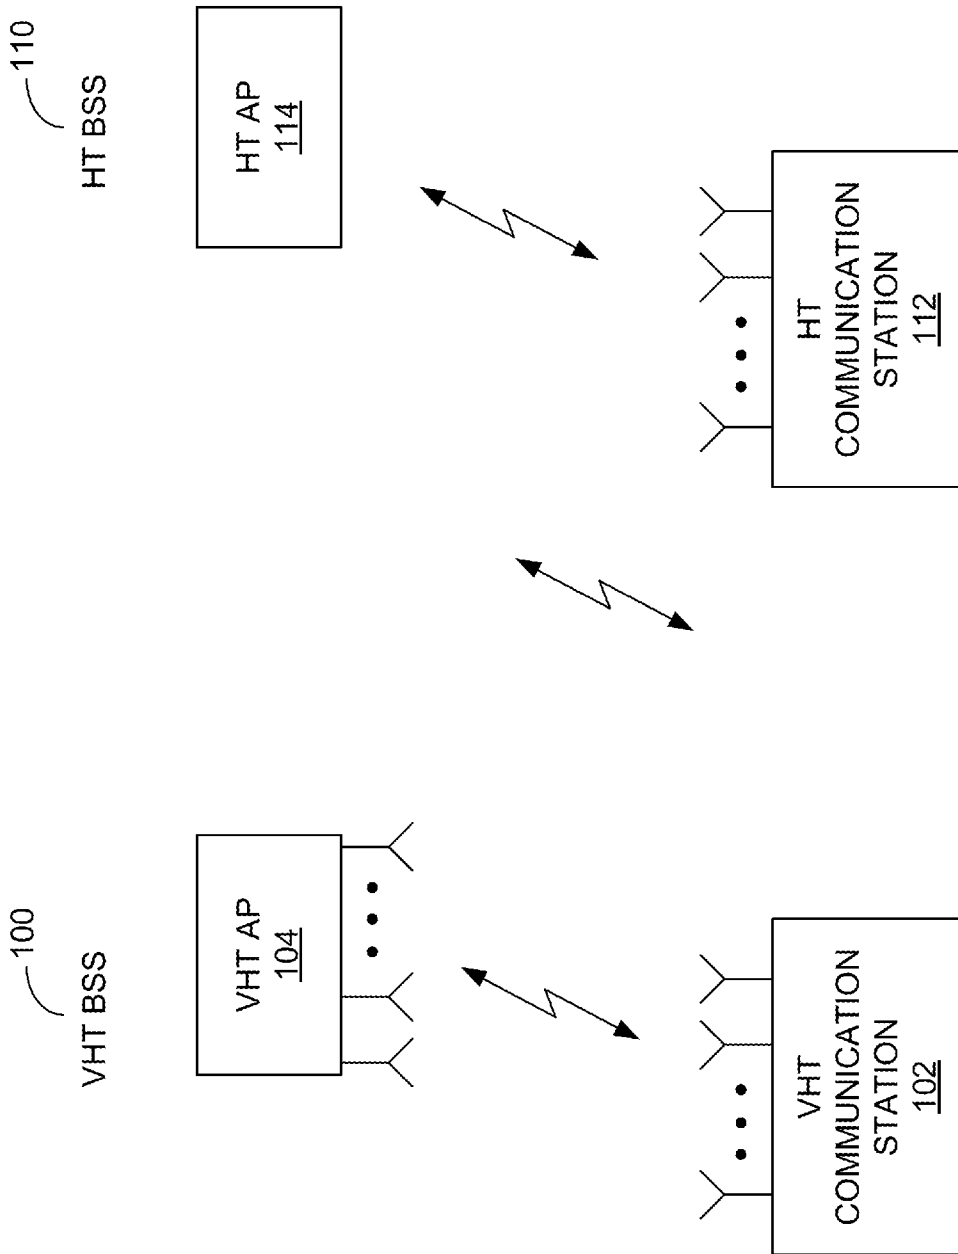 100
VHT BSS
VHT AP
104
VHT
COMMUNICATION
STATION
102
110
HT BSS
HT AP
114
HT
COMMUNICATION
STATION
112